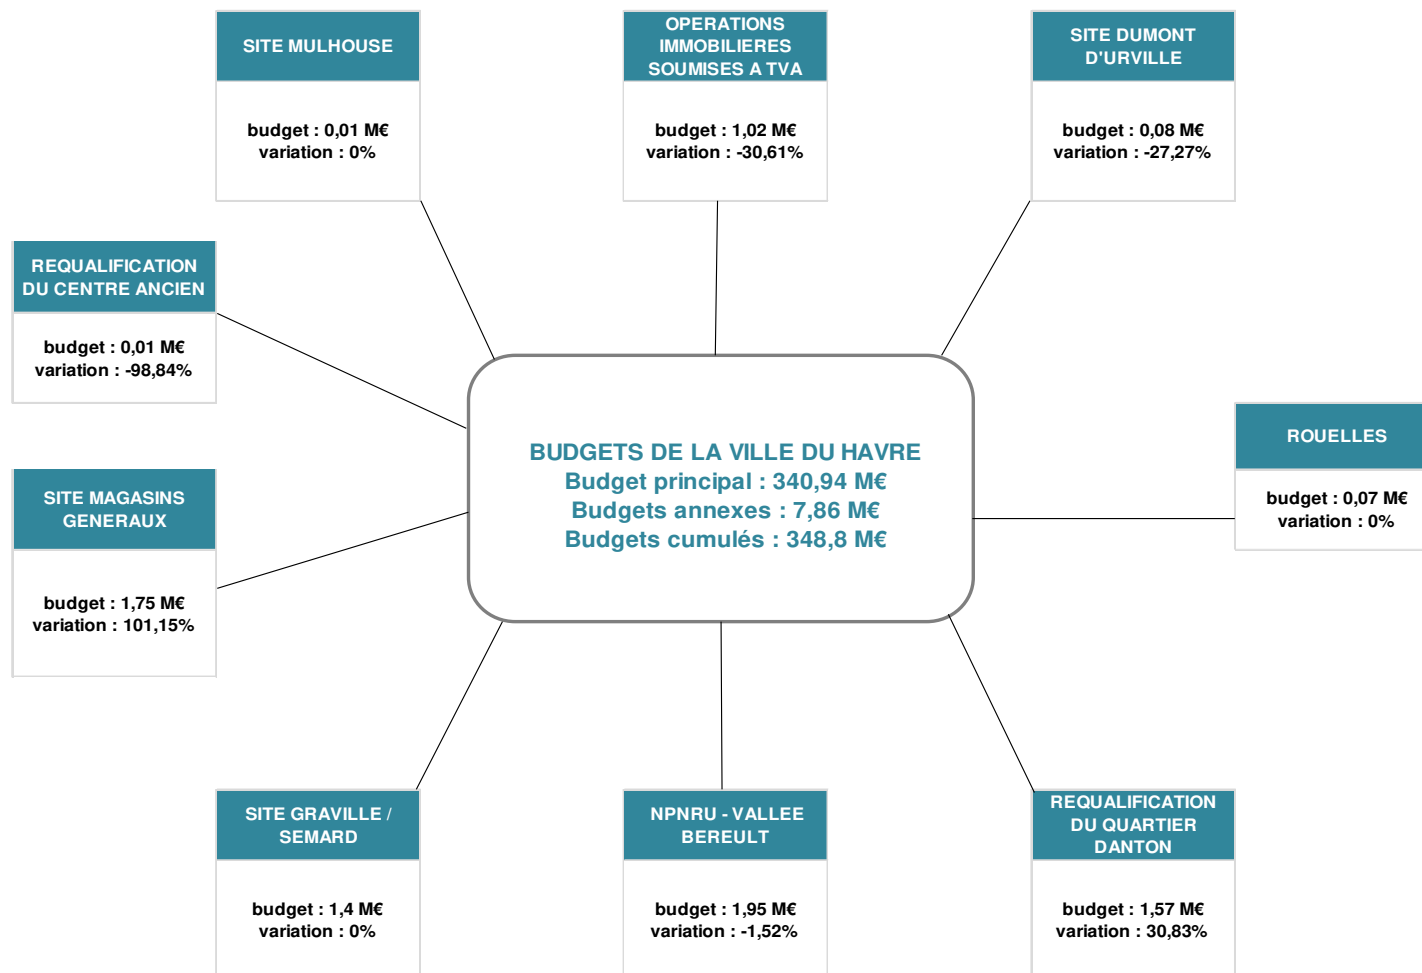 SITE MULHOUSE
budget : 0,01 M€
variation : 0%
OPERATIONS
IMMOBILIERES
SOUMISES A TVA
budget : 1,02 M€
variation : -30,61%
SITE DUMONT
D'URVILLE
budget : 0,08 M€
variation : -27,27%
REQUALIFICATION
DU CENTRE ANCIEN
budget : 0,01 M€
variation : -98,84%
BUDGETS DE LA VILLE DU HAVRE
Budget principal : 340,94 M€
Budgets annexes : 7,86 M€
Budgets cumulés : 348,8 M€
ROUELLES
budget : 0,07 M€
variation : 0%
SITE MAGASINS
GENERAUX
budget : 1,75 M€
variation : 101,15%
SITE GRAVILLE /
SEMARD
budget : 1,4 M€
variation : 0%
NPNRU - VALLEE
BEREULT
budget : 1,95 M€
variation : -1,52%
REQUALIFICATION
DU QUARTIER
DANTON
budget : 1,57 M€
variation : 30,83%